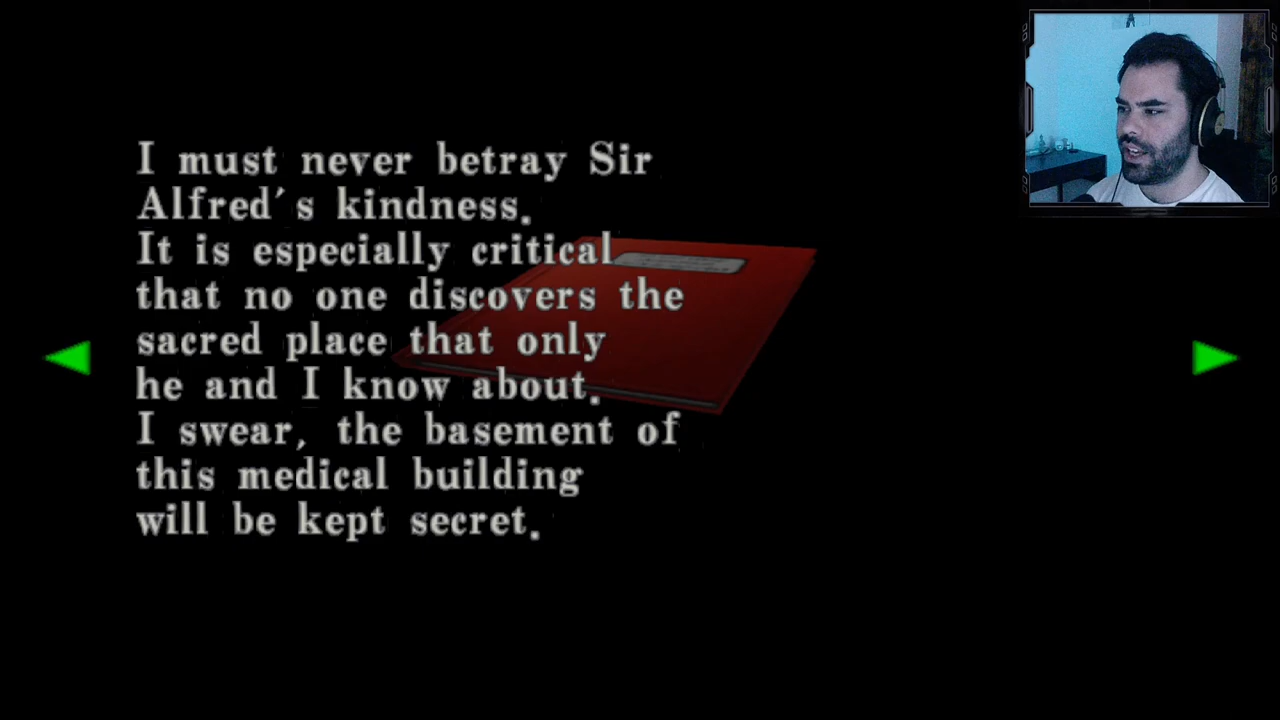 I must never betray Sir
Alfred's kindness.
It is especially critical
that no one discovers the
sacred place that only
he and I know about.
I swear, the basement of
this medical building
will be kept secret.